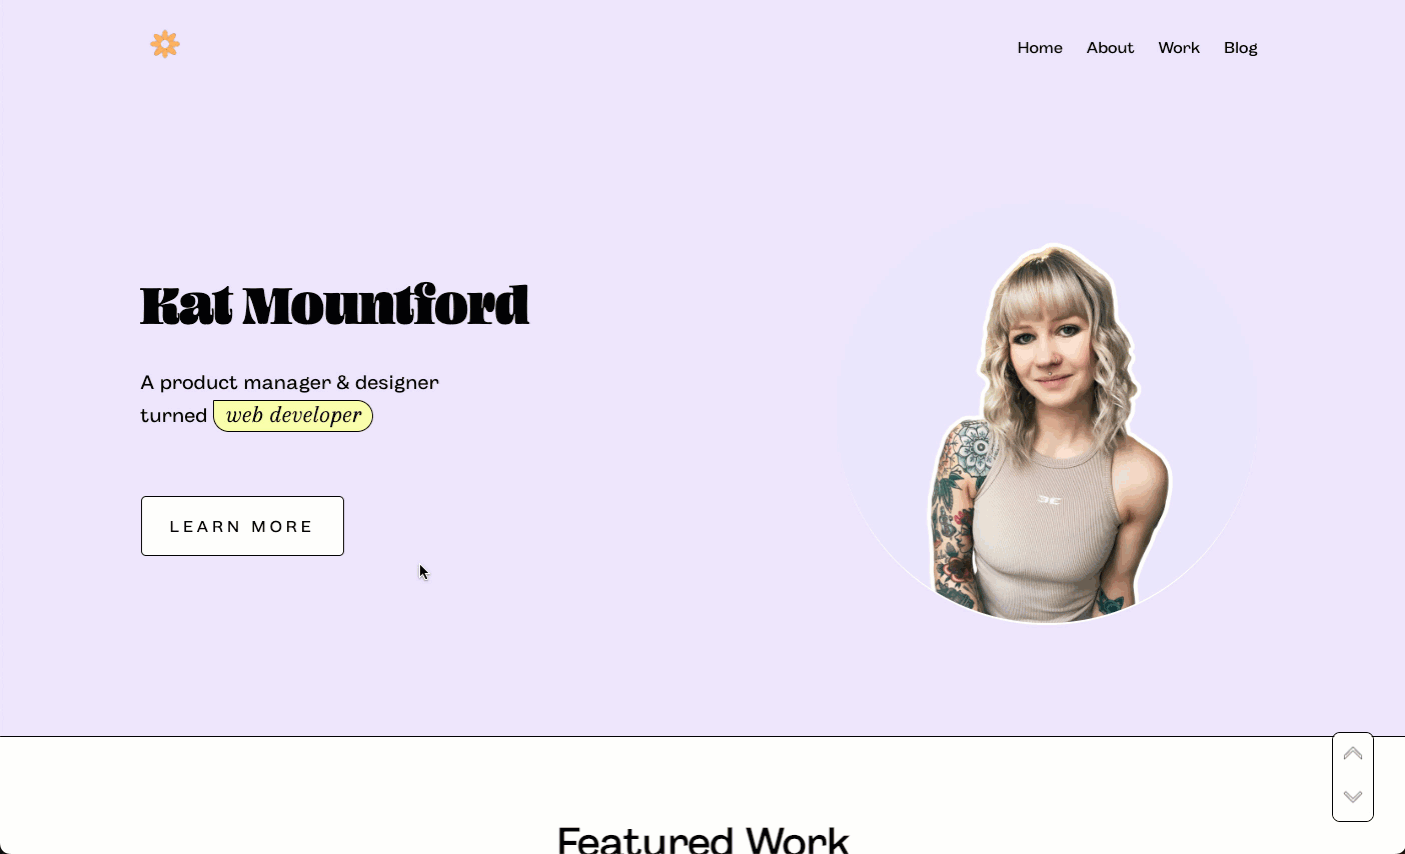 Home About Work Blog
Kat Mountford
A product manager & designer
turned web developer
LEARN MORE
Featured Work